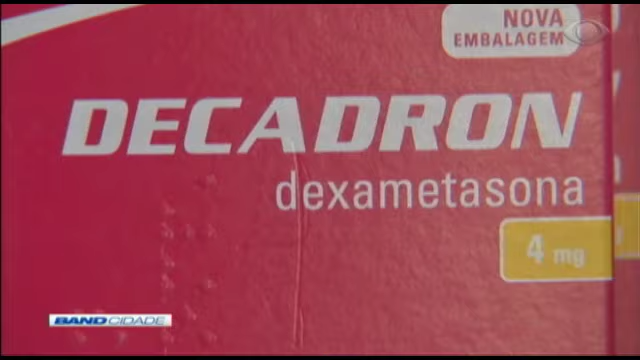 NOVA
EMBALAGEM
DECADRON
dexametasona
4 mg
BAND CIDADE